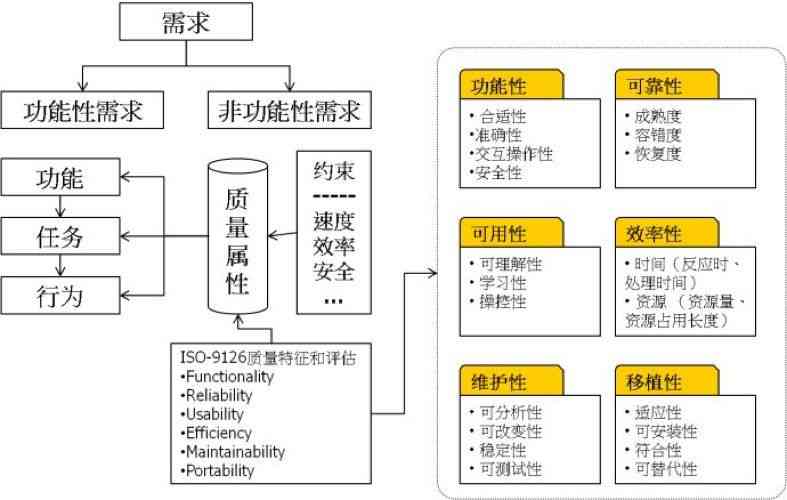 需求
功能性需求
非功能性需求
功能
任务
行为
质量属性
约束
-----
速度
效率
安全
...
ISO-9126质量特征和评估
•Functionality
•Reliability
•Usability
•Efficiency
•Maintainability
•Portability
功能性
• 合适性
•准确性
•交互操作性
• 安全性
可靠性
• 成熟度
• 容错度
• 恢复度
可用性
• 可理解性
• 学习性
• 操控性
效率性
• 时间（反应时、
处理时间）
• 资源（资源量、
资源占用长度）
维护性
• 可分析性
• 可改变性
• 稳定性
• 可测试性
移植性
• 适应性
• 可安装性
• 符合性
• 可替代性